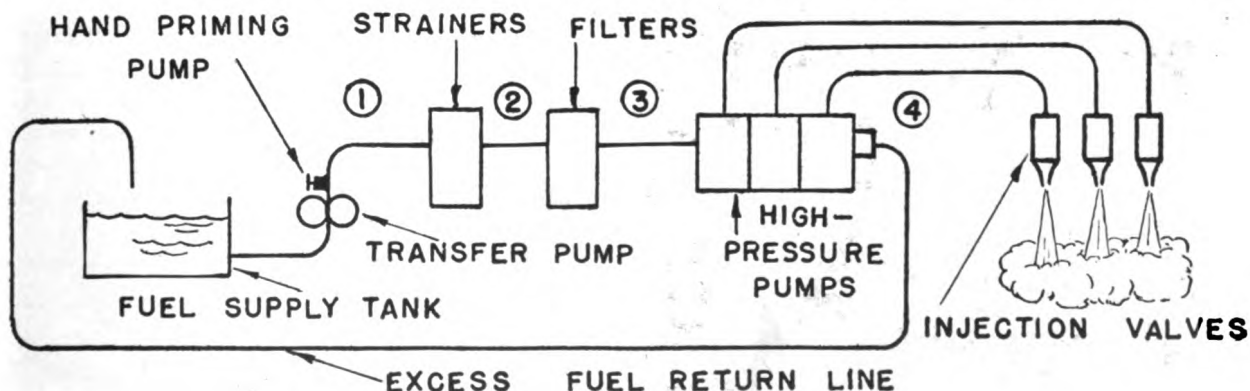 HAND PRIMING
PUMP
STRAINERS
FILTERS
1
2
3
4
HIGH-
PRESSURE
PUMPS
TRANSFER PUMP
FUEL SUPPLY TANK
INJECTION VALVES
EXCESS FUEL RETURN LINE